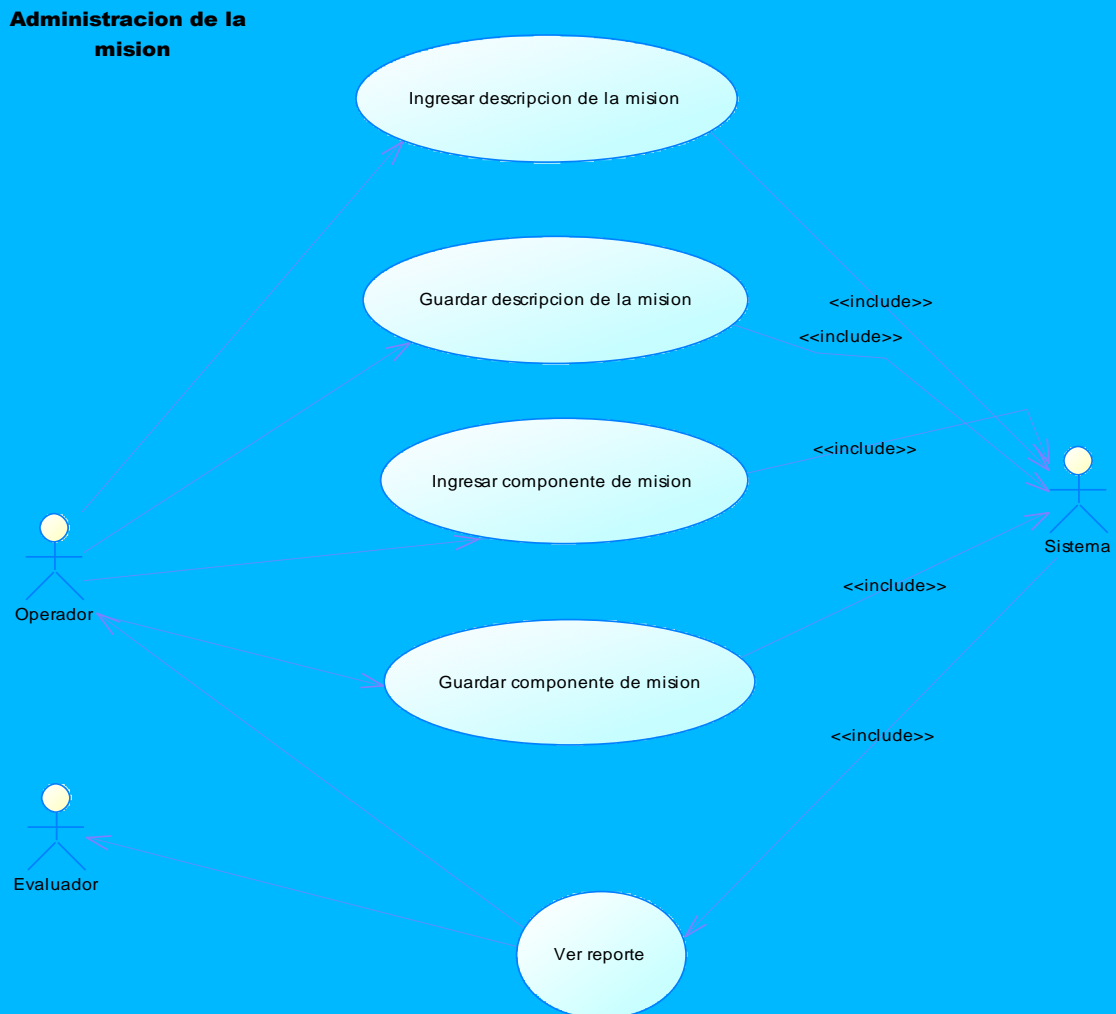 Administracion de la
mision
Ingresar descripcion de la mision
Guardar descripcion de la mision
<<include>>
<<include>>
Ingresar componente de mision
<<include>>
Sistema
Operador
<<include>>
Guardar componente de mision
<<include>>
Evaluador
Ver reporte